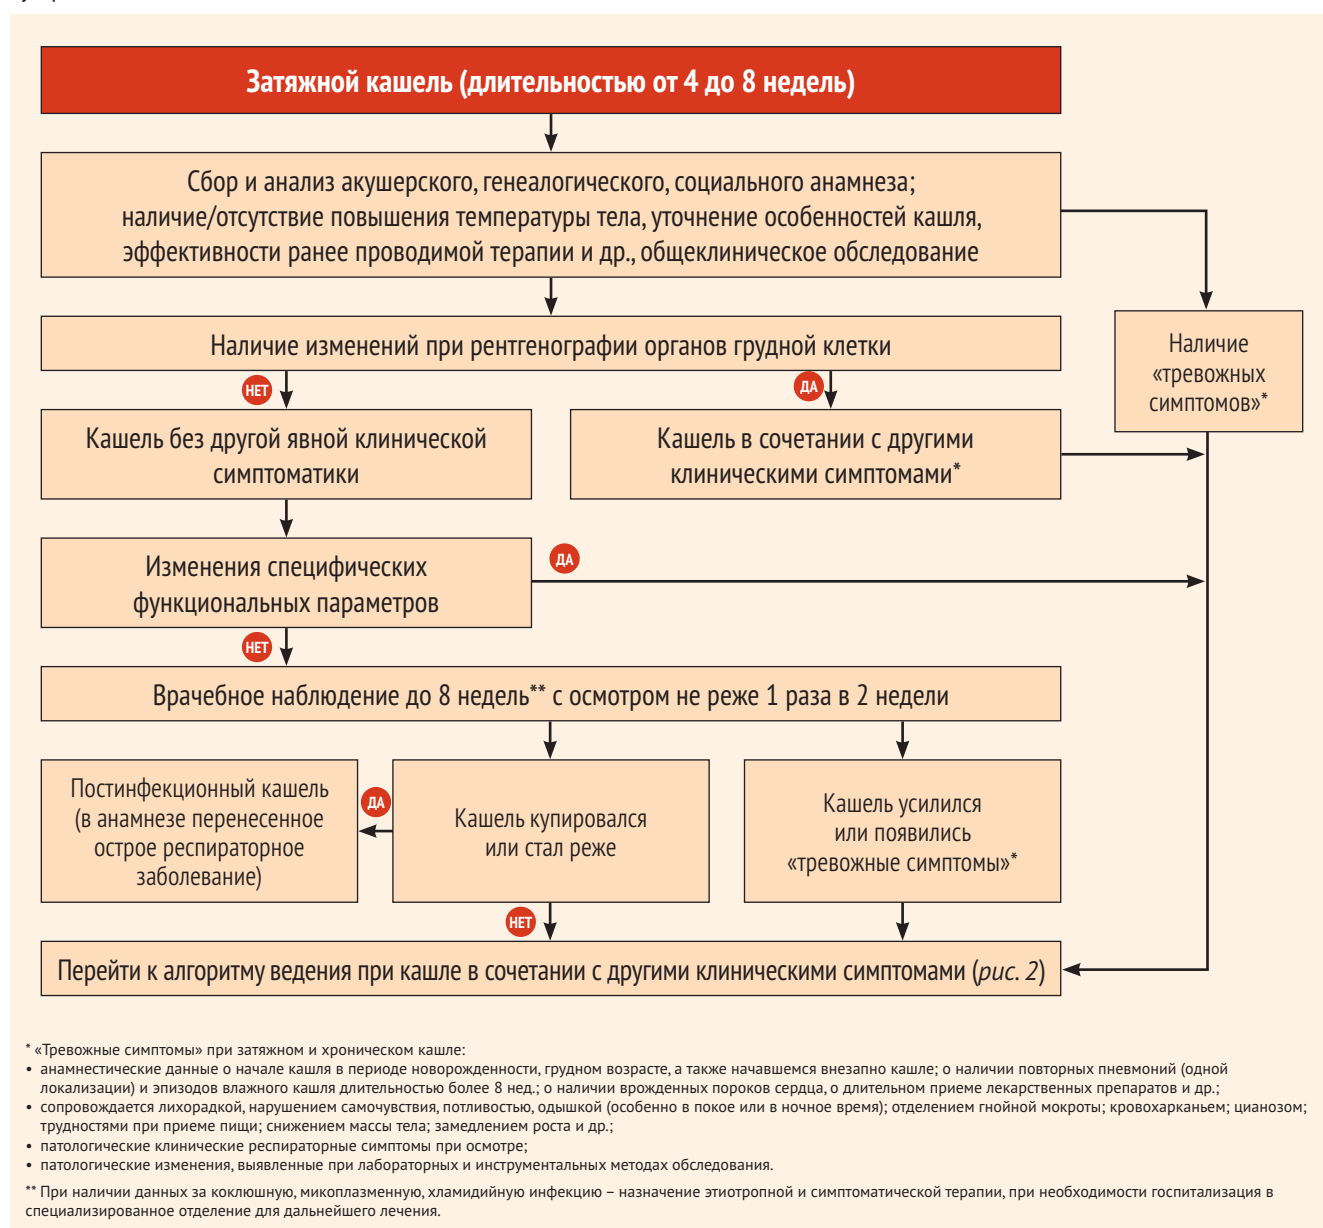 Затяжной кашель (длительностью от 4 до 8 недель)
Сбор и анализ акушерского, генеалогического, социального анамнеза;
наличие/отсутствие повышения температуры тела, уточнение особенностей кашля,
эффективности ранее проводимой терапии и др., общеклиническое обследование
Наличие изменений при рентгенографии органов грудной клетки
Наличие
«тревожных
симптомов»*
НЕТ
ДА
Кашель без другой явной клинической
симптоматики
Кашель в сочетании с другими
клиническими симптомами*
Изменения специфических
функциональных параметров
ДА
НЕТ
Врачебное наблюдение до 8 недель** с осмотром не реже 1 раза в 2 недели
Постинфекционный кашель
(в анамнезе перенесенное
острое респираторное
заболевание)
ДА
Кашель купировался
или стал реже
Кашель усилился
или появились
«тревожные симптомы»*
НЕТ
Перейти к алгоритму ведения при кашле в сочетании с другими клиническими симптомами (рис. 2)
* «Тревожные симптомы» при затяжном и хроническом кашле:
• анамнестические данные о начале кашля в периоде новорожденности, грудном возрасте, а также начавшемся внезапно кашле; о наличии повторных пневмоний (одной
локализации) и эпизодов влажного кашля длительностью более 8 нед.; о наличии врожденных пороков сердца, о длительном приеме лекарственных препаратов и др.;
• сопровождается лихорадкой, нарушением самочувствия, потливостью, одышкой (особенно в покое или в ночное время); отделением гнойной мокроты; кровохарканьем; цианозом;
трудностями при приеме пищи; снижением массы тела; замедлением роста и др.;
• патологические клинические респираторные симптомы при осмотре;
• патологические изменения, выявленные при лабораторных и инструментальных методах обследования.
** При наличии данных за коклюшную, микоплазменную, хламидийную инфекцию – назначение этиотропной и симптоматической терапии, при необходимости госпитализация в
специализированное отделение для дальнейшего лечения.